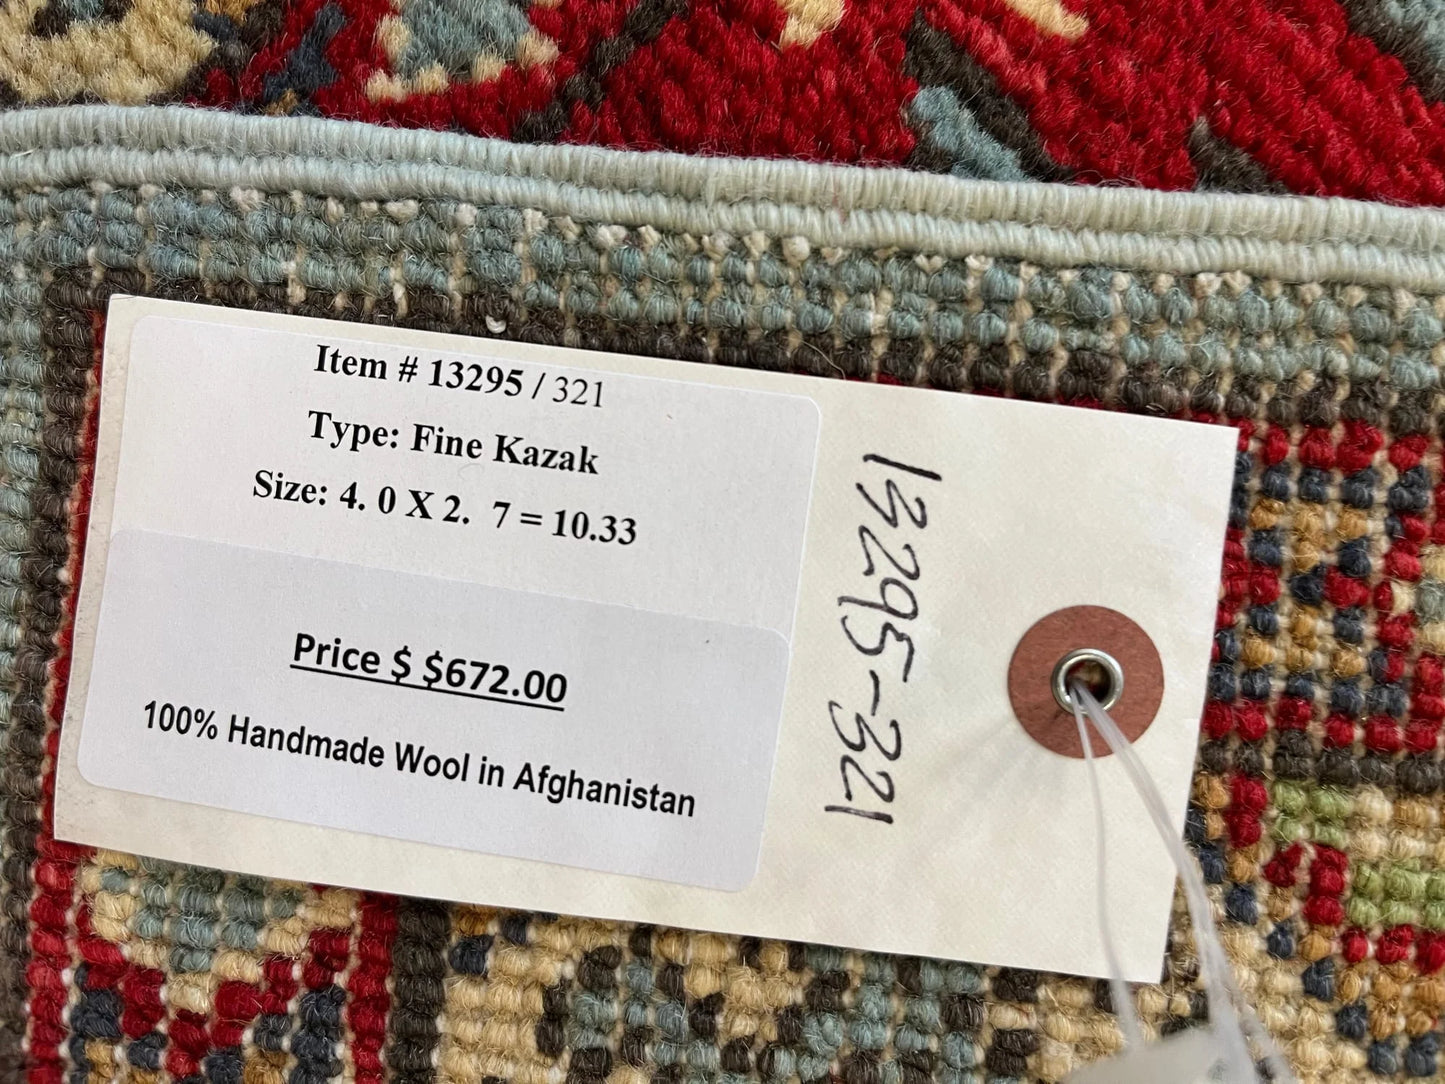 Item # 13295 / 321
Type: Fine Kazak
Size: 4. 0 X 2. 7 = 10.33
Price $ $672.00
100% Handmade Wool in Afghanistan
13295-321